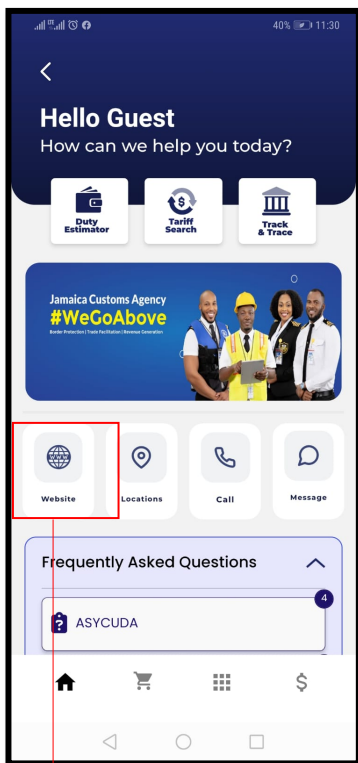 40% 11:30
Hello Guest
How can we help you today?
Duty
Estimator
Tariff
Search
Track
& Trace
Jamaica Customs Agency
#WeGoAbove
Border Protection | Trade Facilitation | Revenue Generation
Website
Locations
Call
Message
Frequently Asked Questions
4
ASYCUDA